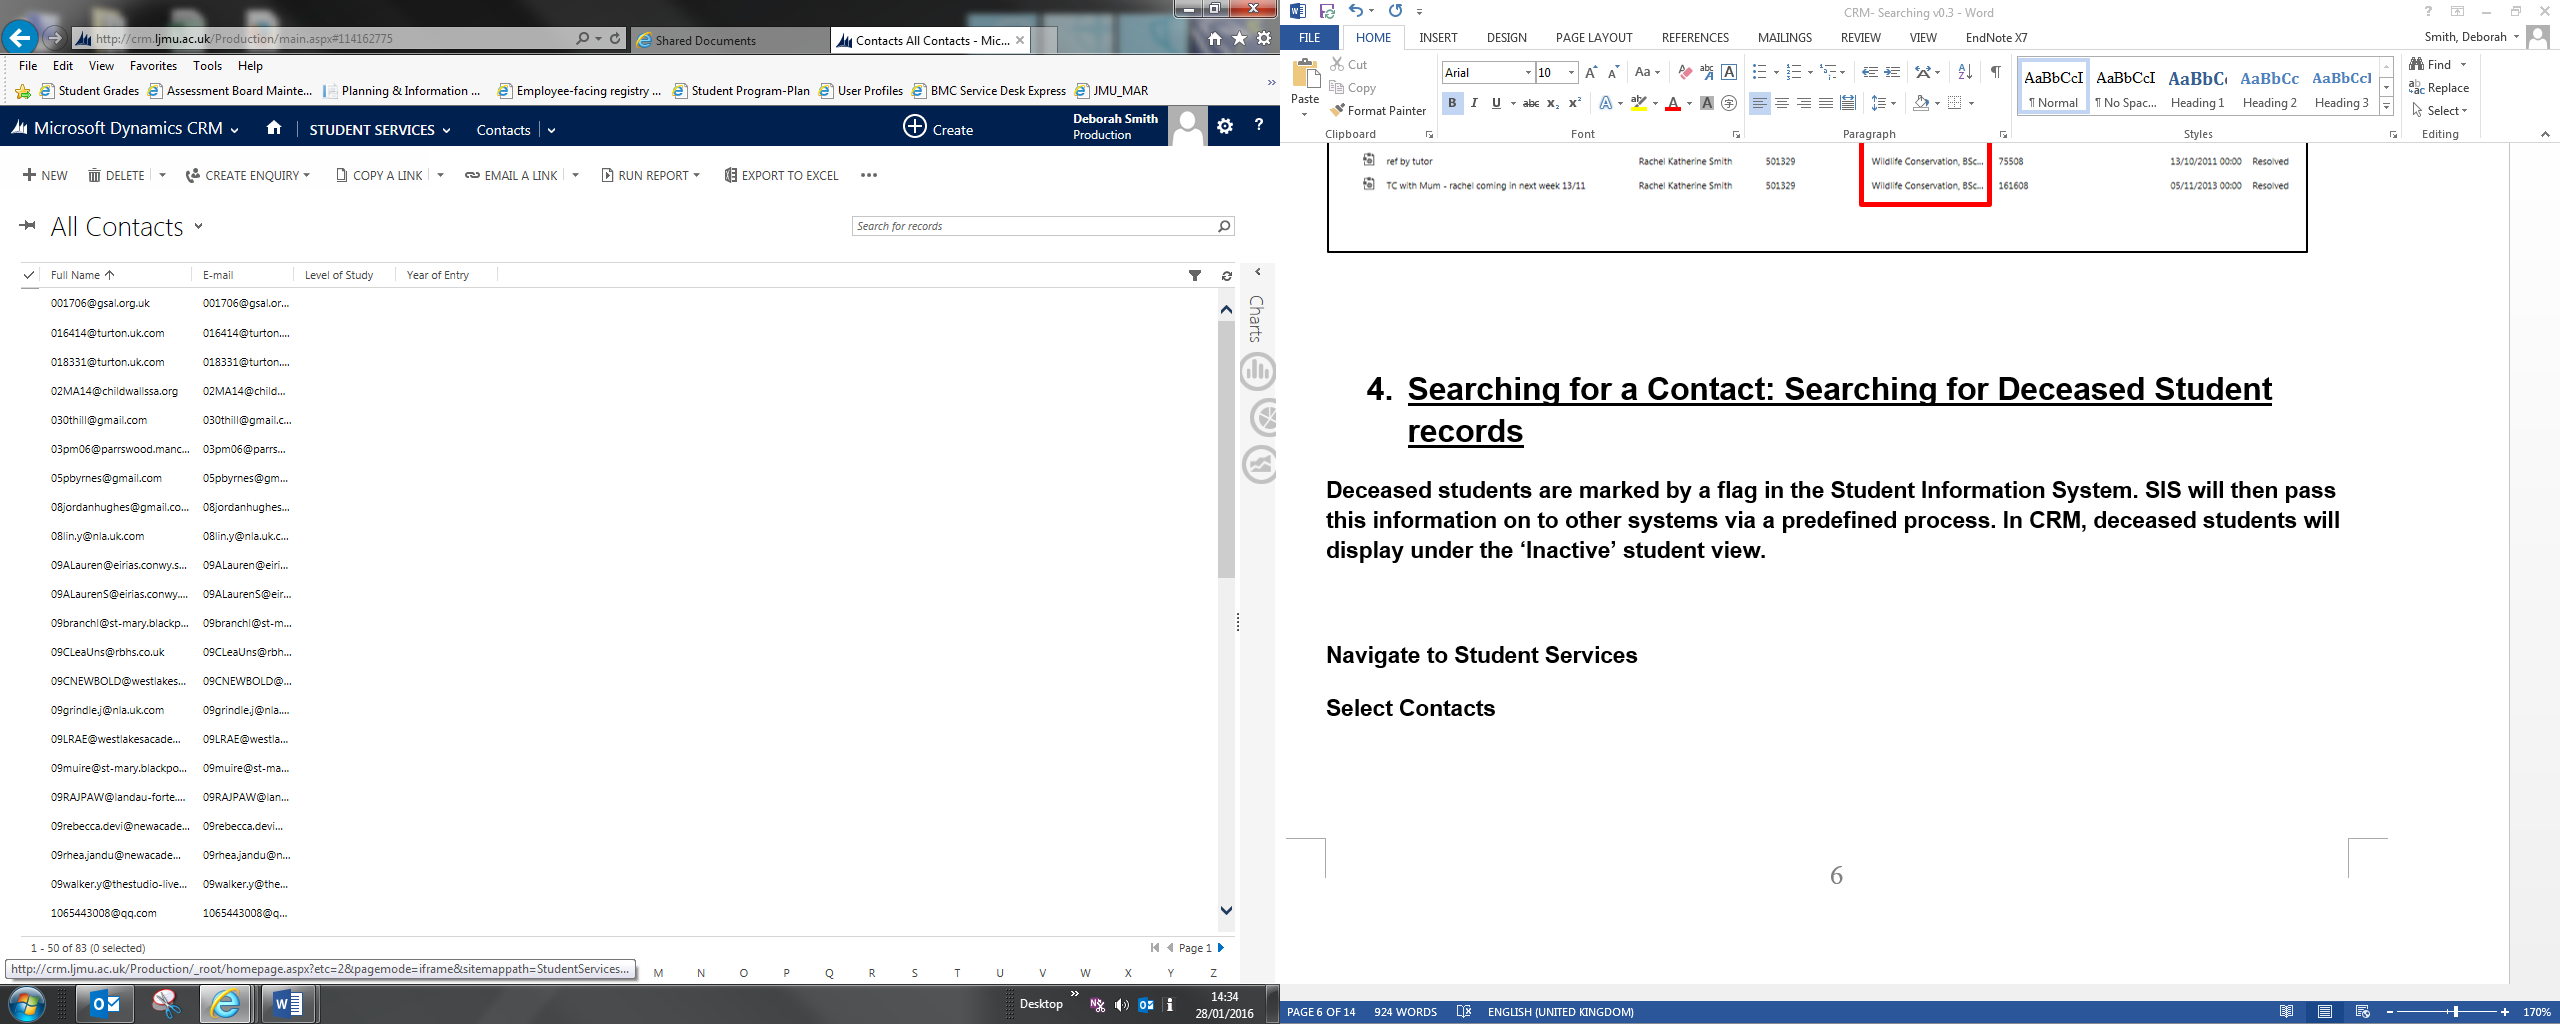 http://crm.ljmu.ac.uk/Production/main.aspx#114162775
Shared Documents
Contacts All Contacts - Mic...
File Edit View Favorites Tools Help
Student Grades Assessment Board Mainte... Planning & Information ... Employee-facing registry ... Student Program-Plan User Profiles BMC Service Desk Express JMU_MAR
Microsoft Dynamics CRM STUDENT SERVICES Contacts Create
Deborah Smith
Production
?
NEW DELETE CREATE ENQUIRY COPY A LINK EMAIL A LINK RUN REPORT EXPORT TO EXCEL ...
All Contacts
Search for records
Full Name E-mail Level of Study Year of Entry
Charts
001706@gsal.org.uk 001706@gsal.or...
016414@turton.uk.com 016414@turton....
018331@turton.uk.com 018331@turton....
02MA14@childwallssa.org 02MA14@child...
030thill@gmail.com 030thill@gmail.c...
03pm06@parrswood.manc... 03pm06@parrs...
05pbyrnes@gmail.com 05pbyrnes@gm...
08jordanhughes@gmail.co... 08jordanhughes...
08lin.y@nla.uk.com 08lin.y@nla.uk.c...
09ALauren@eirias.conwy.s... 09ALauren@eiri...
09ALaurenS@eirias.conwy.... 09ALaurenS@eir...
09branchl@st-mary.blackp... 09branchl@st-m...
09CLeaUns@rbhs.co.uk 09CLeaUns@rbh...
09CNEWBOLD@westlakes... 09CNEWBOLD@...
09grindle.j@nla.uk.com 09grindle.j@nla....
09LRAE@westlakesacade... 09LRAE@westla...
09muire@st-mary.blackpo... 09muire@st-ma...
09RAJPAW@landau-forte.... 09RAJPAW@lan...
09rebecca.devi@newacade... 09rebecca.devi...
09rhea.jandu@newacade... 09rhea.jandu@n...
09walker.y@thestudio-live... 09walker.y@the...
1065443008@qq.com 1065443008@q...
1 - 50 of 83 (0 selected) Page 1
http://crm.ljmu.ac.uk/Production/_root/homepage.aspx?etc=2&pagemode=iframe&sitemappath=StudentServices...
M N O P Q R S T U V W X Y Z
Desktop
14:34
28/01/2016
CRM- Searching v0.3 - Word
FILE HOME INSERT DESIGN PAGE LAYOUT REFERENCES MAILINGS REVIEW VIEW EndNote X7
Smith, Deborah
Paste
Cut
Copy
Format Painter
Clipboard
Arial 10
Font
Paragraph
AaBbCcI AaBbCcI AaBbC( AaBbCc AaBbCcI
¶ Normal ¶ No Spac... Heading 1 Heading 2 Heading 3
Styles
Find
Replace
Select
Editing
ref by tutor Rachel Katherine Smith 501329 Wildlife Conservation, BSc... 75508 13/10/2011 00:00 Resolved
TC with Mum - rachel coming in next week 13/11 Rachel Katherine Smith 501329 Wildlife Conservation, BSc... 161608 05/11/2013 00:00 Resolved
4. Searching for a Contact: Searching for Deceased Student
records
Deceased students are marked by a flag in the Student Information System. SIS will then pass
this information on to other systems via a predefined process. In CRM, deceased students will
display under the ‘Inactive’ student view.
Navigate to Student Services
Select Contacts
6
PAGE 6 OF 14 924 WORDS ENGLISH (UNITED KINGDOM) 170%